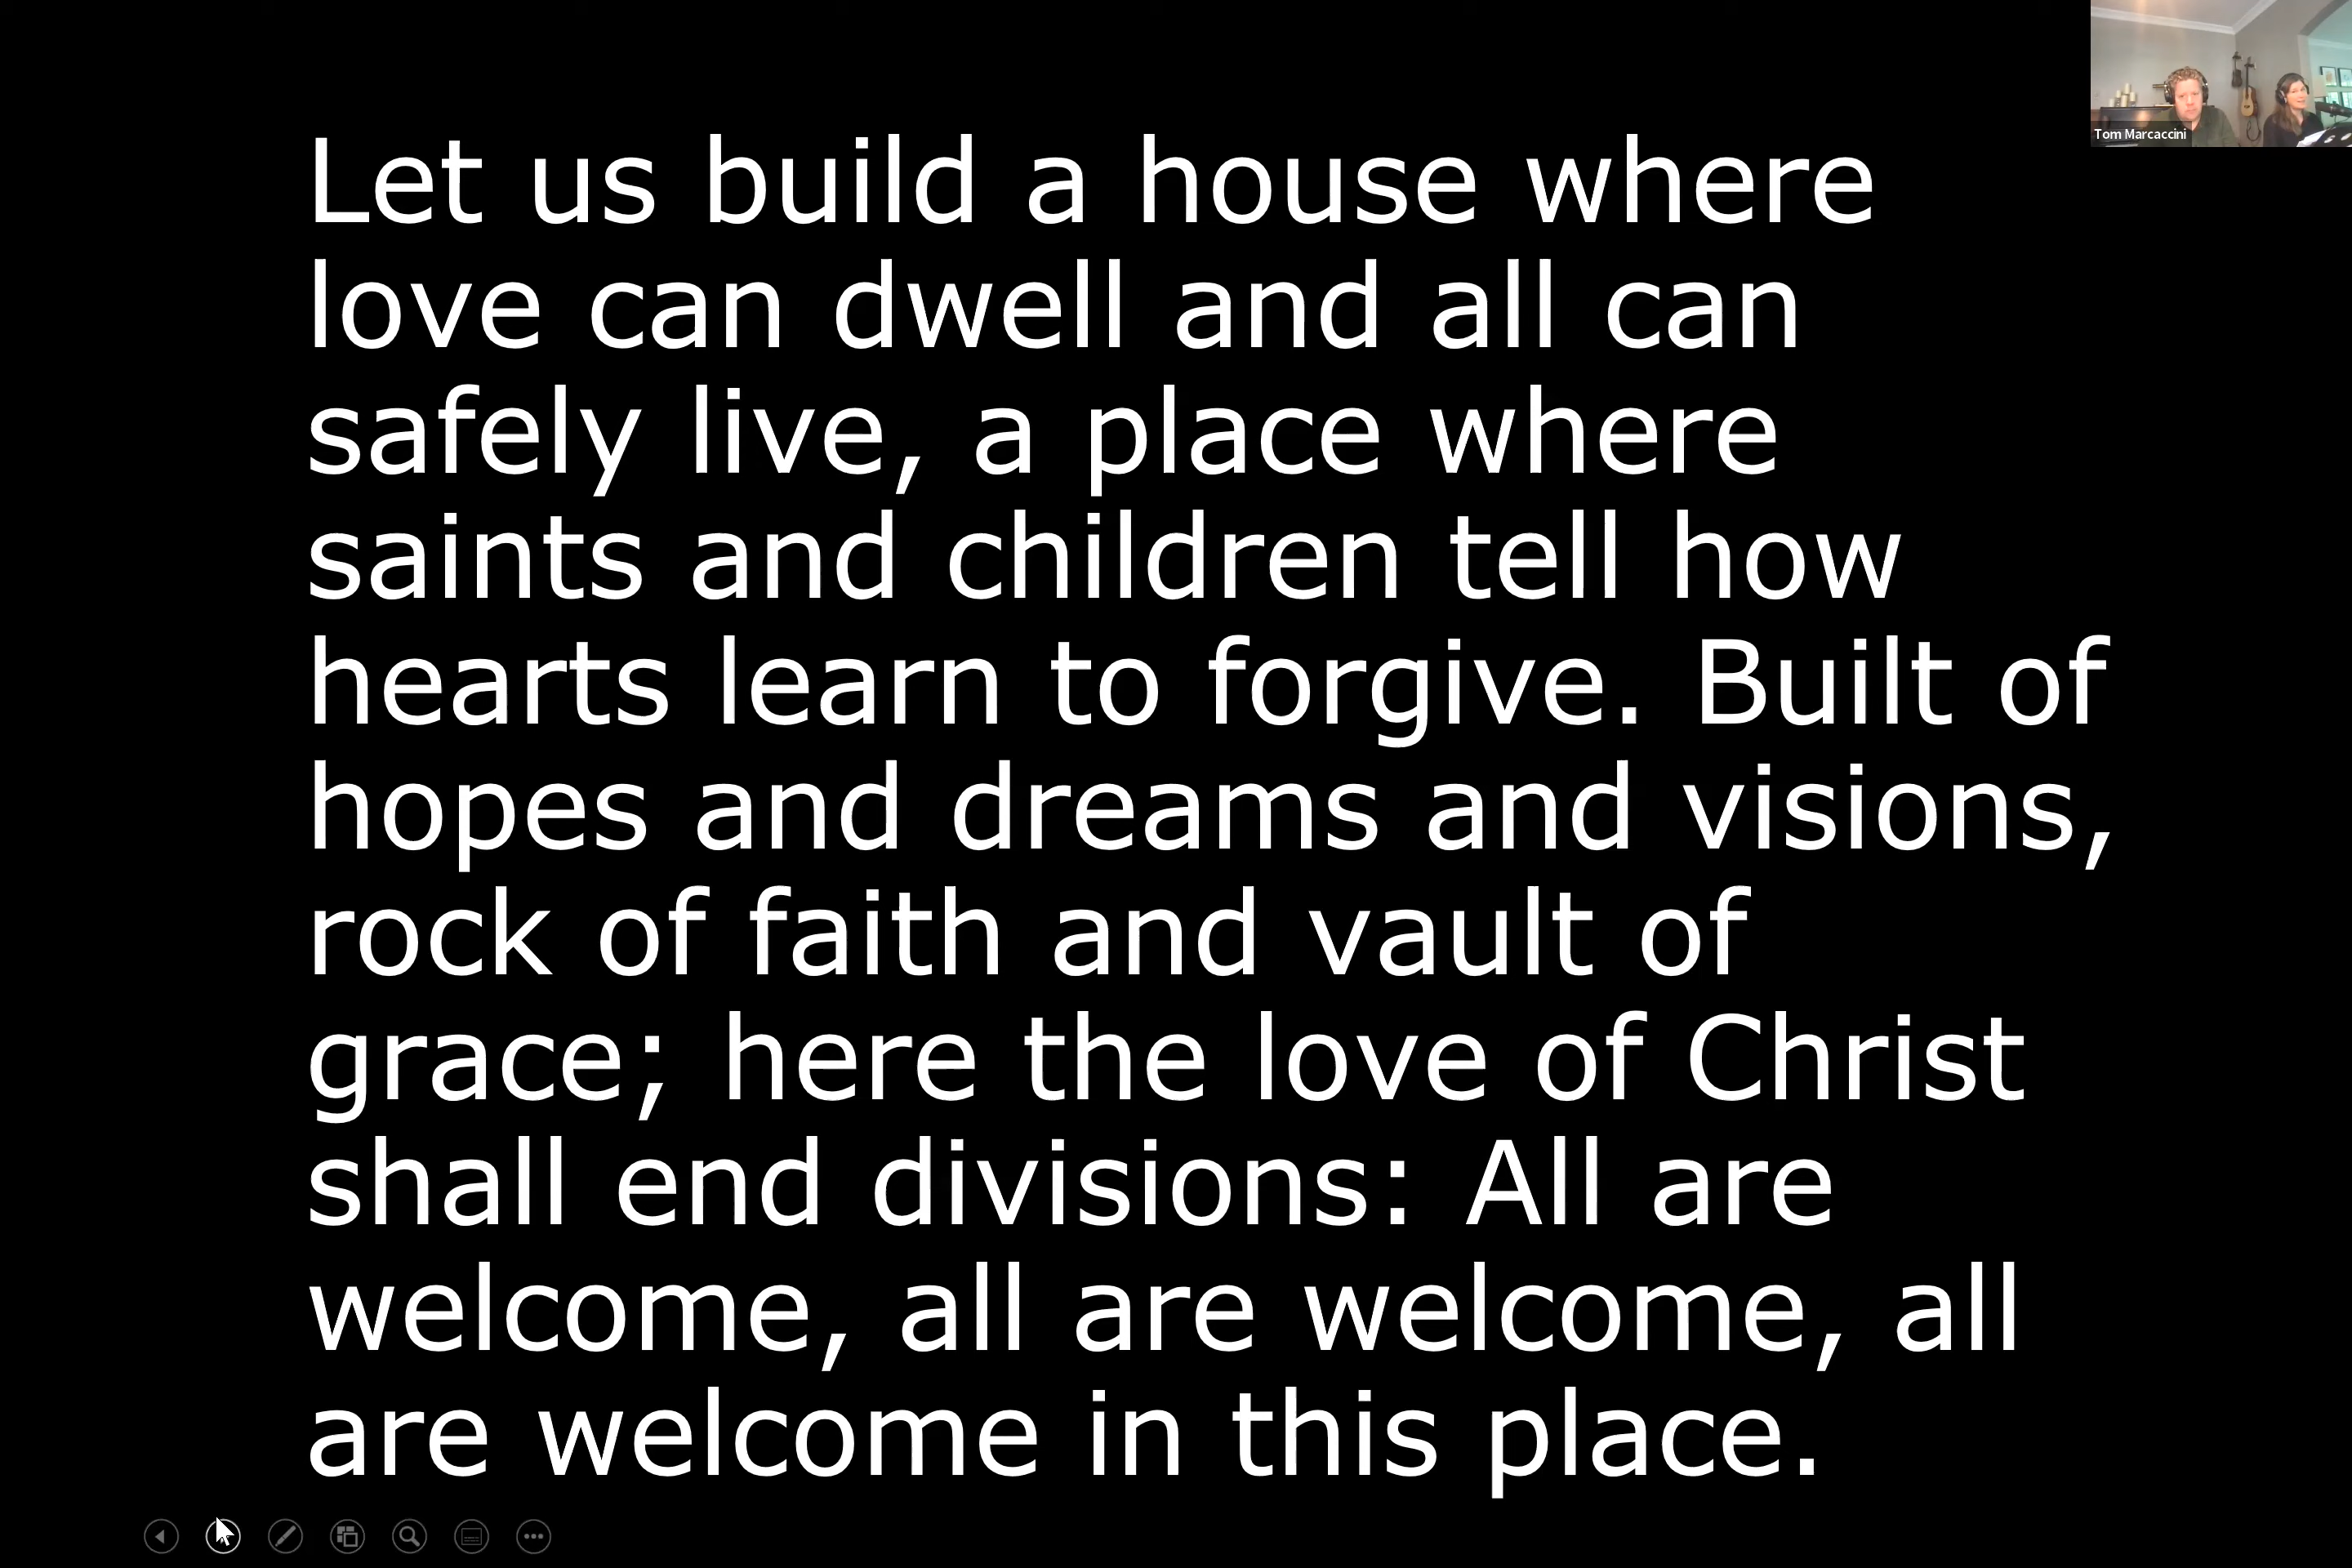 Tom Marcaccini
Let us build a house where
love can dwell and all can
safely live, a place where
saints and children tell how
hearts learn to forgive. Built of
hopes and dreams and visions,
rock of faith and vault of
grace; here the love of Christ
shall end divisions: All are
welcome, all are welcome, all
are welcome in this place.